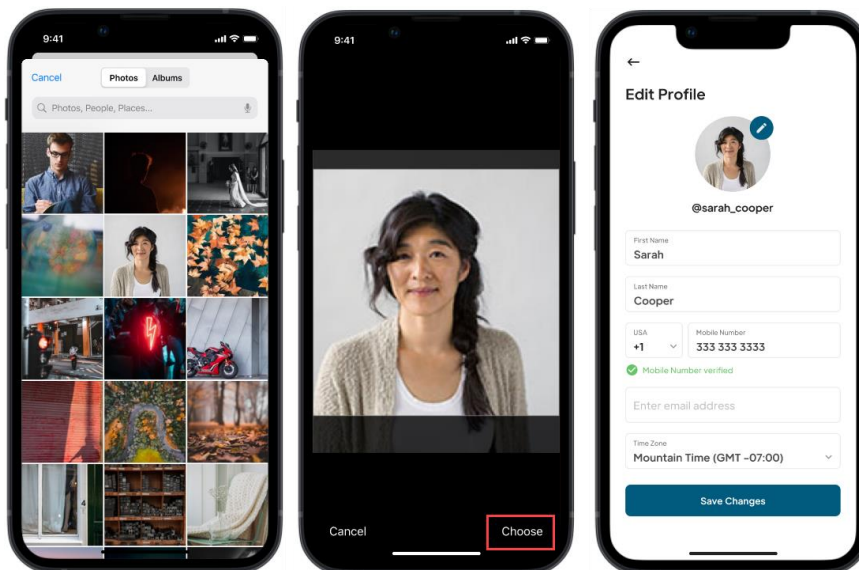 9:41
Cancel
Photos
Albums
Photos, People, Places...
4
9:41
Cancel
Choose
Edit Profile
@sarah_cooper
First Name
Sarah
Last Name
Cooper
USA
+1
Mobile Number
333 333 3333
Mobile Number verified
Enter email address
Time Zone
Mountain Time (GMT -07:00)
Save Changes